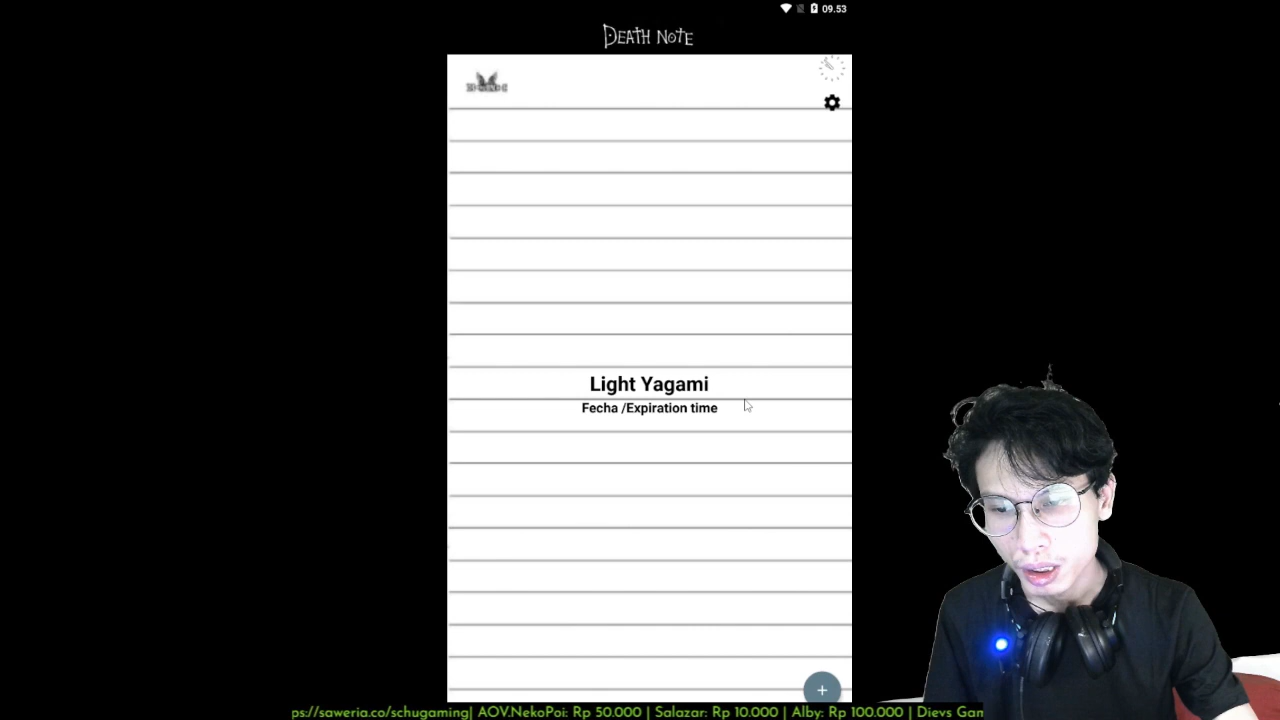 09.53
DEATH NOTE
Light Yagami
Fecha /Expiration time
+
ps://saweria.co/schugaming| AOV.NekoPoi: Rp 50.000 | Salazar: Rp 10.000 | Alby: Rp 100.000 | Dievs Gam